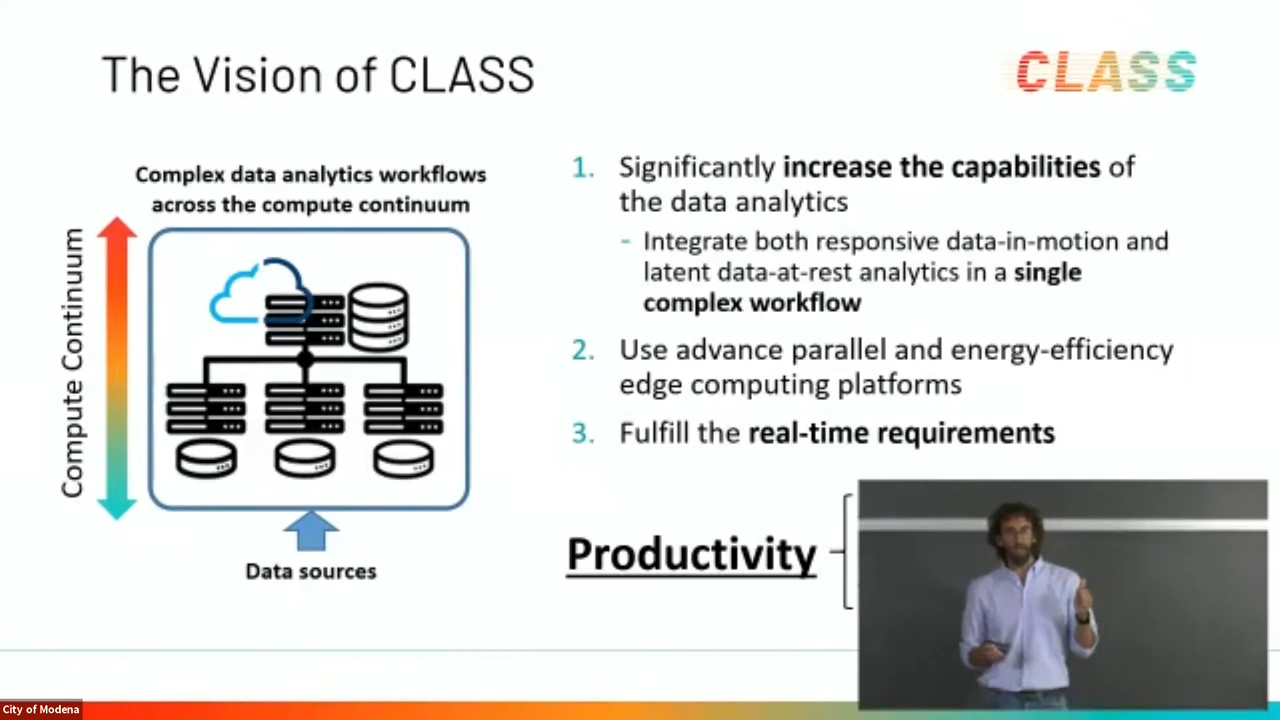 The Vision of CLASS
CLASS
Complex data analytics workflows
across the compute continuum
Compute Continuum
Data sources
1. Significantly increase the capabilities of
the data analytics
- Integrate both responsive data-in-motion and
latent data-at-rest analytics in a single
complex workflow
2. Use advance parallel and energy-efficiency
edge computing platforms
3. Fulfill the real-time requirements
Productivity
City of Modena